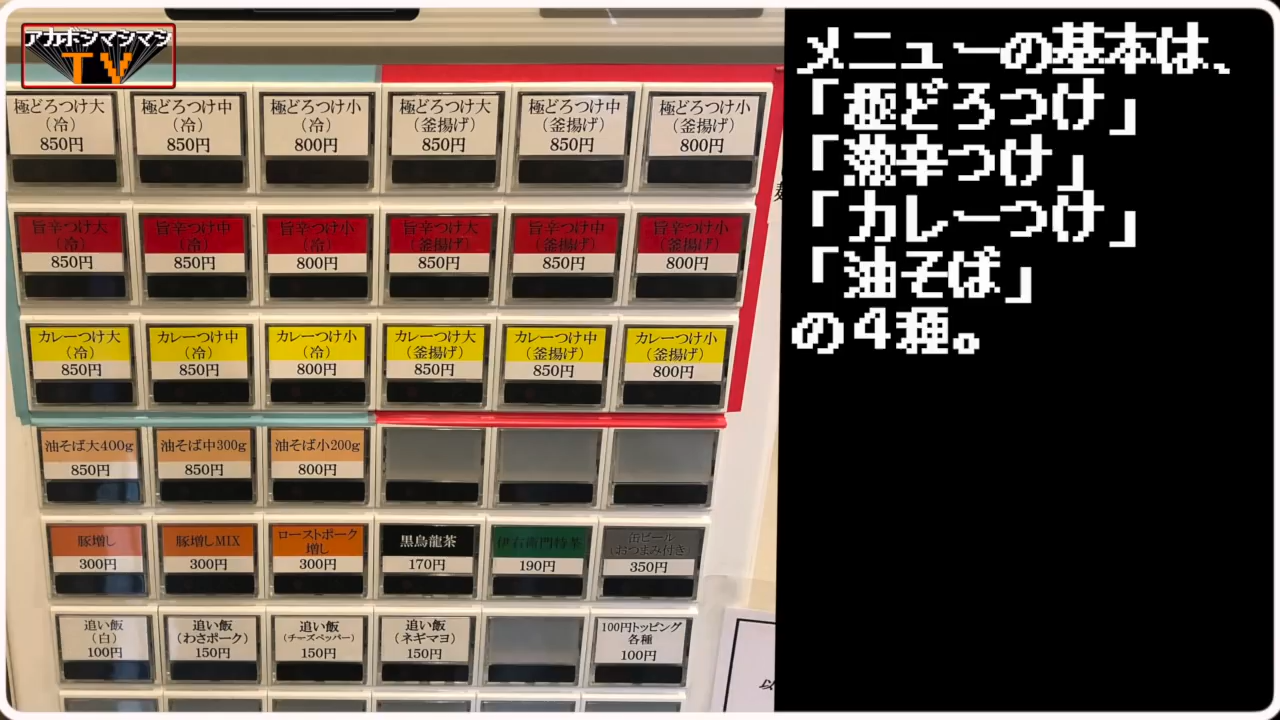 アカボシマンマン
TV
メニューの基本は、
「極どろつけ」
「激辛つけ」
「カレーつけ」
「油そば」
の4種。
極どろつけ大
(冷)
850円
極どろつけ中
(冷)
850円
極どろつけ小
(冷)
800円
極どろつけ大
(釜揚げ)
850円
極どろつけ中
(釜揚げ)
850円
極どろつけ小
(釜揚げ)
800円
旨辛つけ大
(冷)
850円
旨辛つけ中
(冷)
850円
旨辛つけ小
(冷)
800円
旨辛つけ大
(釜揚げ)
850円
旨辛つけ中
(釜揚げ)
850円
旨辛つけ小
(釜揚げ)
800円
カレーつけ大
(冷)
850円
カレーつけ中
(冷)
850円
カレーつけ小
(冷)
800円
カレーつけ大
(釜揚げ)
850円
カレーつけ中
(釜揚げ)
850円
カレーつけ小
(釜揚げ)
800円
油そば大400g
850円
油そば中300g
850円
油そば小200g
800円
豚増し
300円
豚増しMIX
300円
ローストポーク
増し
300円
黒烏龍茶
170円
伊右衛門特茶
190円
缶ビール
(おつまみ付き)
350円
追い飯
(白)
100円
追い飯
(わさポーク)
150円
追い飯
(チーズペッパー)
150円
追い飯
(ネギマヨ)
150円
100円トッピング
各種
100円